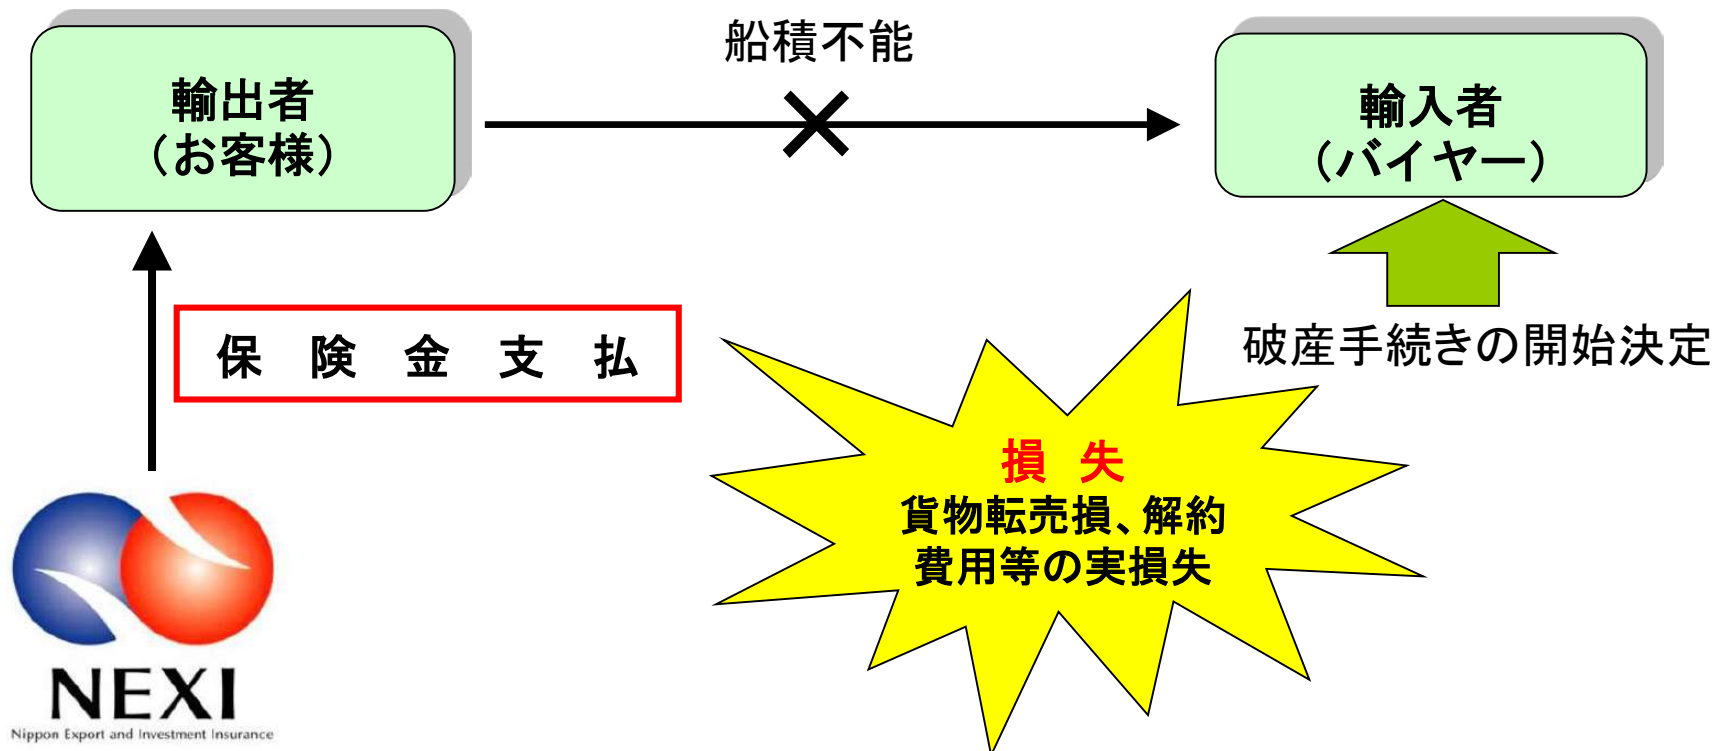 船積不能
輸出者
(お客様)
輸入者
(バイヤー)
保険金支払
破産手続きの開始決定
損失
貨物転売損、解約
費用等の実損失
NEXI
Nippon Export and Investment Insurance